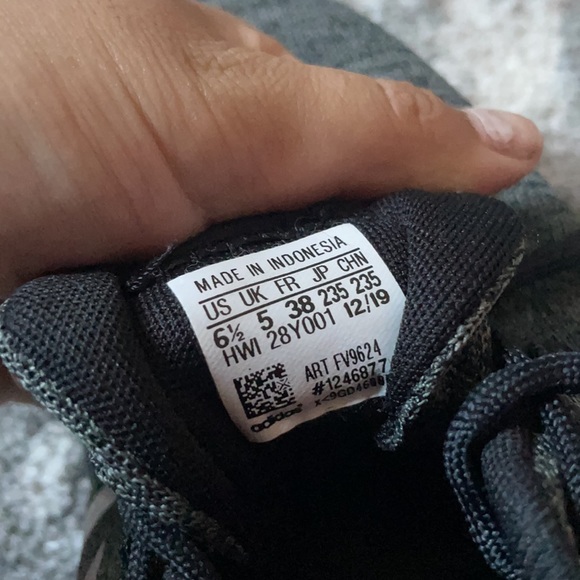 MADE IN INDONESIA
US UK FR JP CHN
6½ 5 38 235 235
HWI 28Y001 12/19
ART FV9624
#1246877
adidas